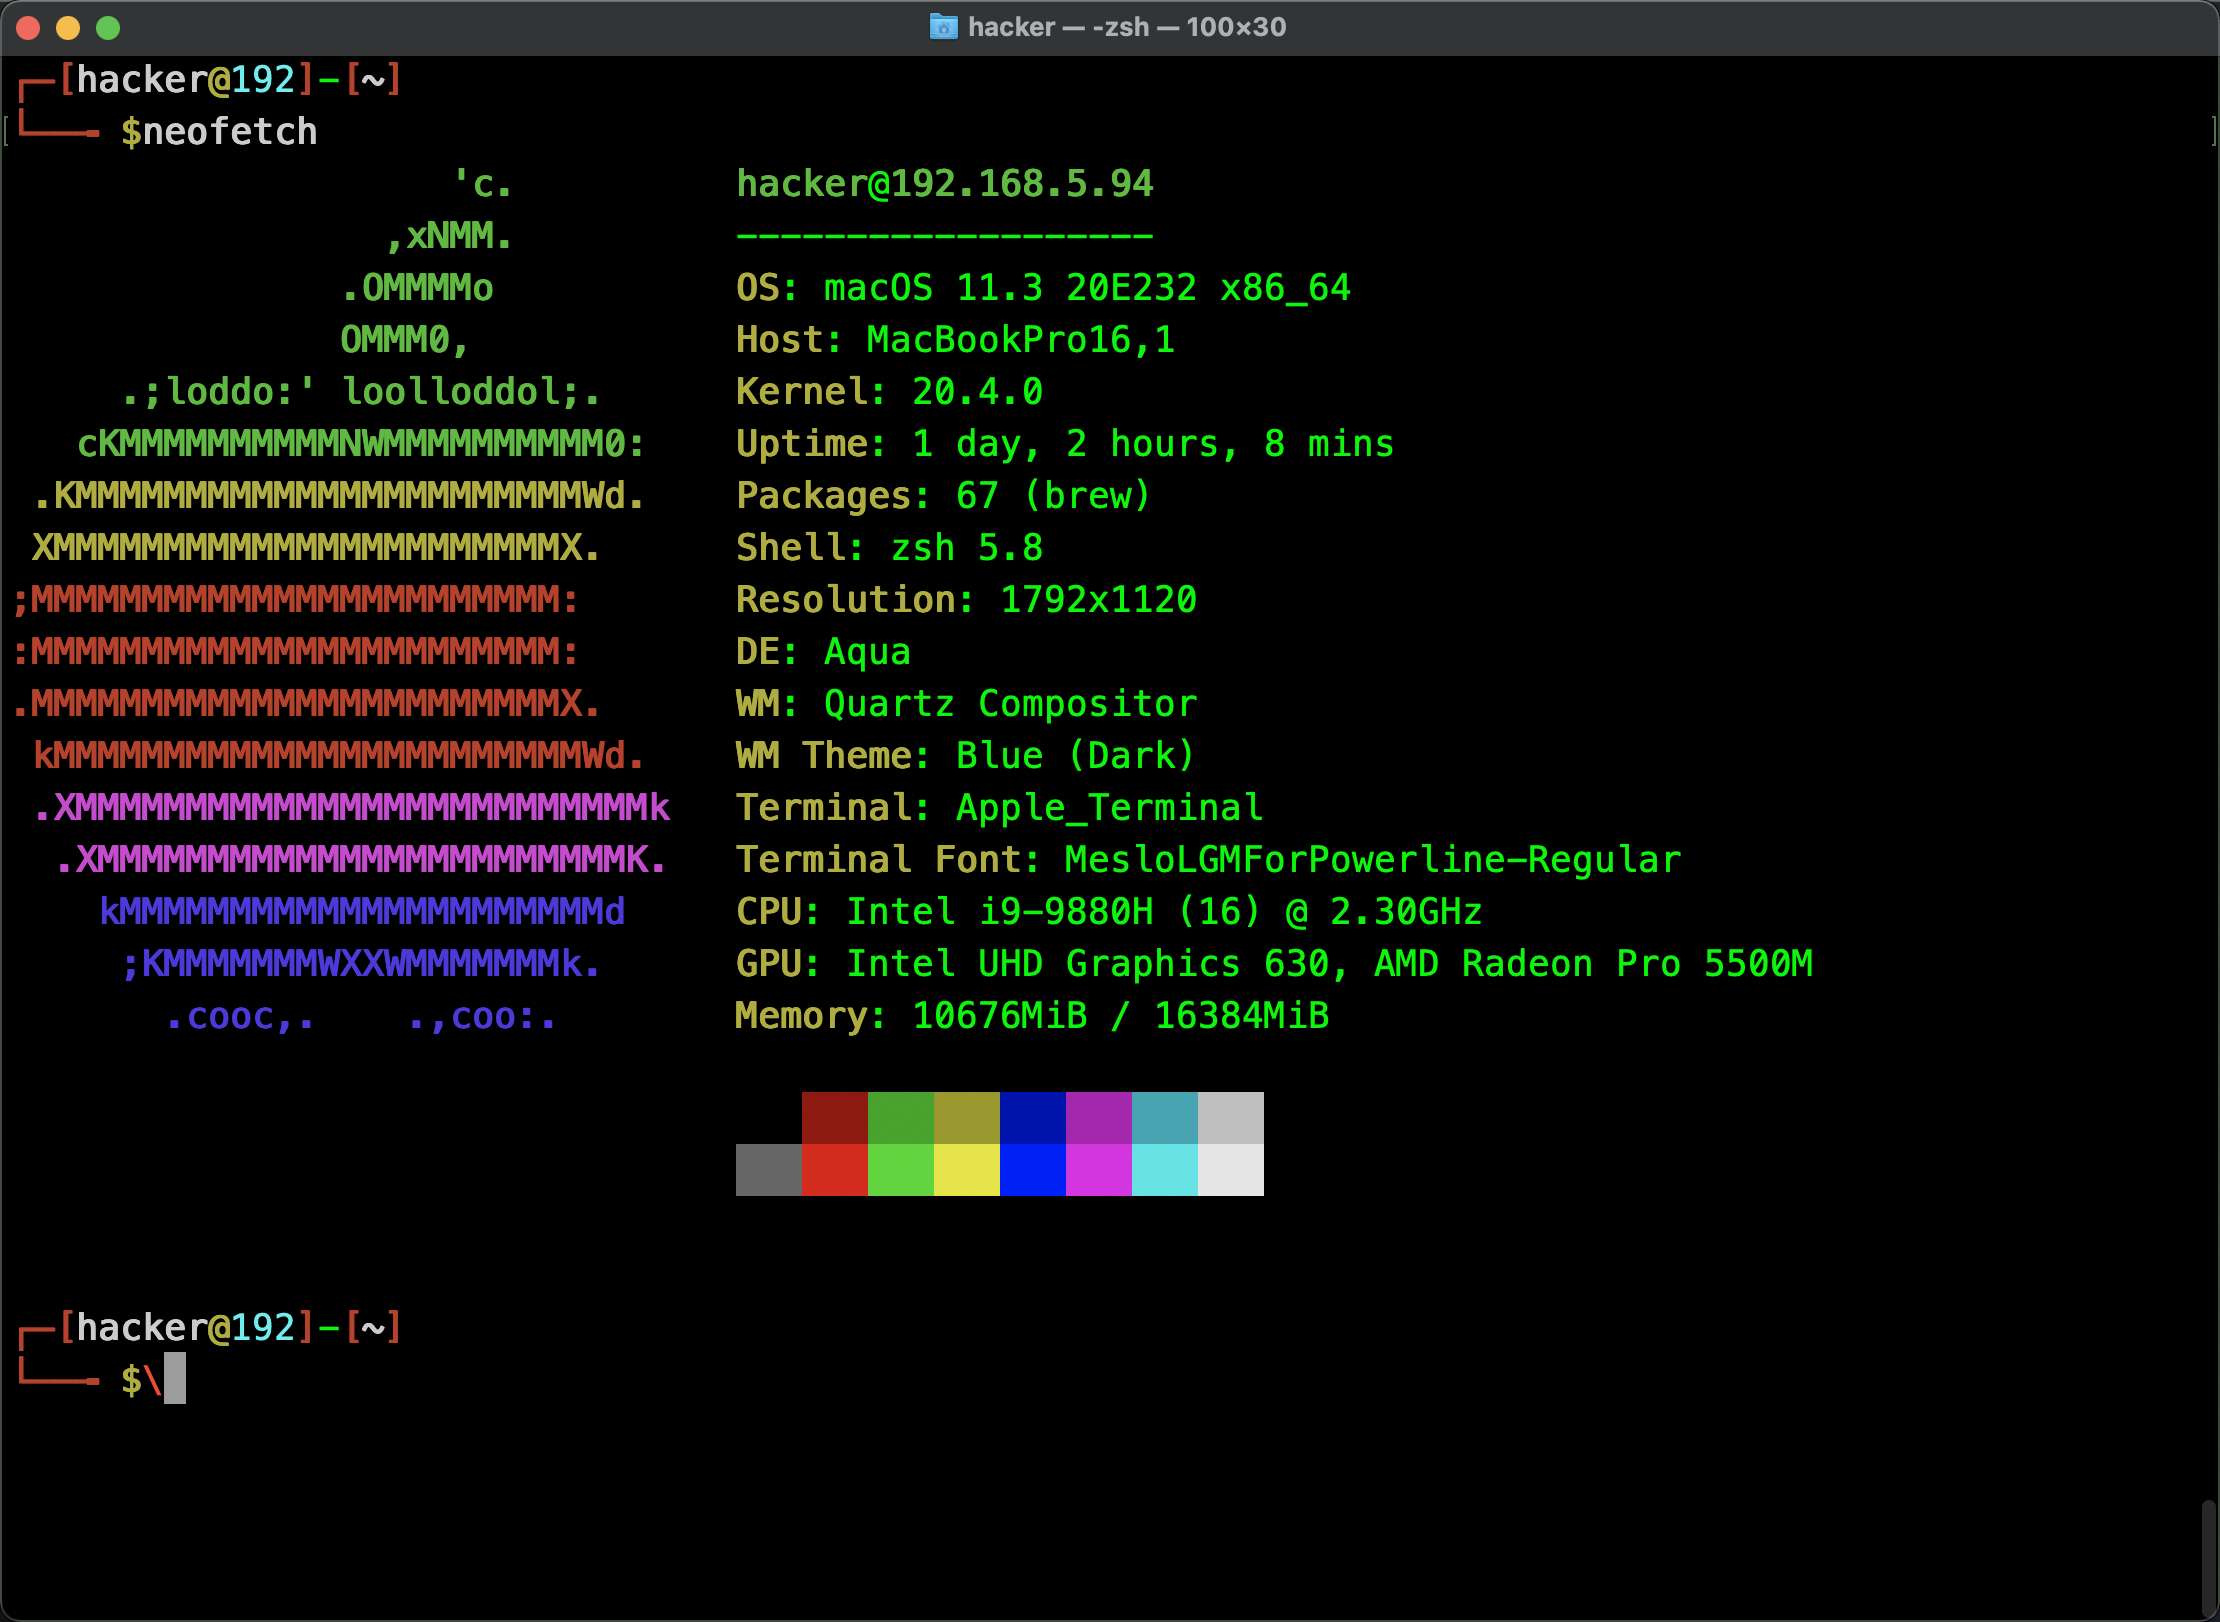 hacker — -zsh — 100×30
┌─[hacker@192]-[~]
└───╸ $neofetch
                    'c.          hacker@192.168.5.94
                 ,xNMM.          -------------------
               .OMMMMo           OS: macOS 11.3 20E232 x86_64
               OMMM0,            Host: MacBookPro16,1
     .;loddo:' loolloddol;.      Kernel: 20.4.0
   cKMMMMMMMMMMNWMMMMMMMMMM0:    Uptime: 1 day, 2 hours, 8 mins
 .KMMMMMMMMMMMMMMMMMMMMMMMWd.    Packages: 67 (brew)
 XMMMMMMMMMMMMMMMMMMMMMMMX.      Shell: zsh 5.8
;MMMMMMMMMMMMMMMMMMMMMMMM:       Resolution: 1792x1120
:MMMMMMMMMMMMMMMMMMMMMMMM:       DE: Aqua
.MMMMMMMMMMMMMMMMMMMMMMMMX.      WM: Quartz Compositor
 kMMMMMMMMMMMMMMMMMMMMMMMMWd.    WM Theme: Blue (Dark)
 .XMMMMMMMMMMMMMMMMMMMMMMMMMMk   Terminal: Apple_Terminal
  .XMMMMMMMMMMMMMMMMMMMMMMMMK.   Terminal Font: MesloLGMForPowerline-Regular
    kMMMMMMMMMMMMMMMMMMMMMMd     CPU: Intel i9-9880H (16) @ 2.30GHz
     ;KMMMMMMMWXXWMMMMMMMk.      GPU: Intel UHD Graphics 630, AMD Radeon Pro 5500M
       .cooc,.    .,coo:.        Memory: 10676MiB / 16384MiB
┌─[hacker@192]-[~]
└───╸ $\